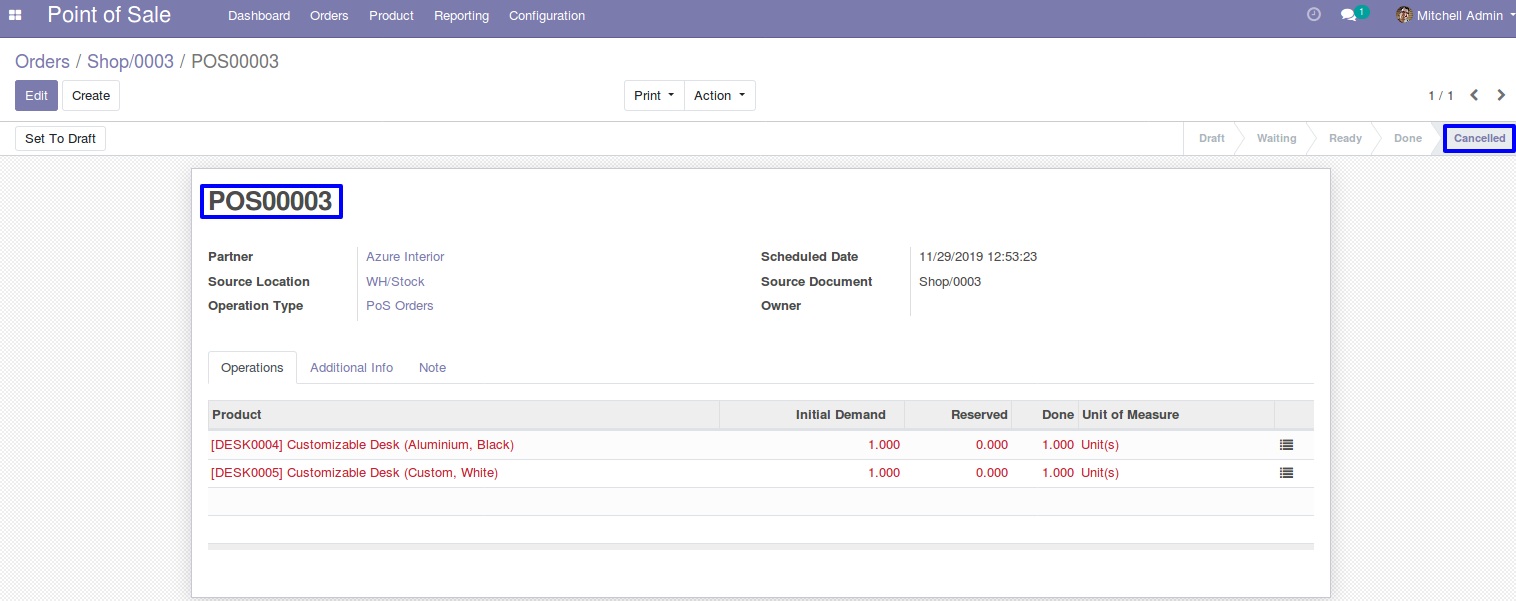 Point of Sale Dashboard Orders Product Reporting Configuration 1 Mitchell Admin
Orders / Shop/0003 / POS00003
Edit Create Print Action 1 / 1
Set To Draft Draft Waiting Ready Done Cancelled
POS00003
Partner Azure Interior Scheduled Date 11/29/2019 12:53:23
Source Location WH/Stock Source Document Shop/0003
Operation Type PoS Orders Owner
Operations Additional Info Note
Product Initial Demand Reserved Done Unit of Measure
[DESK0004] Customizable Desk (Aluminium, Black) 1.000 0.000 1.000 Unit(s)
[DESK0005] Customizable Desk (Custom, White) 1.000 0.000 1.000 Unit(s)